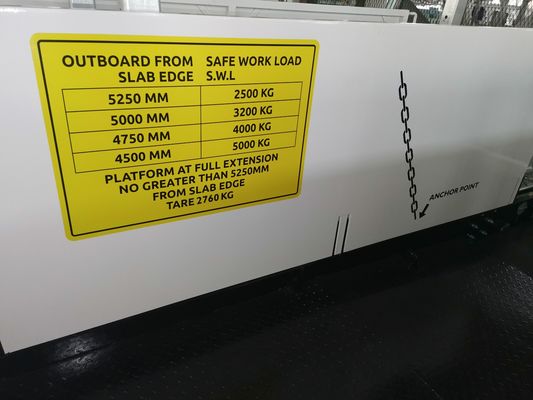 OUTBOARD FROM SLAB EDGE SAFE WORK LOAD S.W.L
5250 MM 2500 KG
5000 MM 3200 KG
4750 MM 4000 KG
4500 MM 5000 KG
PLATFORM AT FULL EXTENSION
NO GREATER THAN 5250MM
FROM SLAB EDGE
TARE 2760 KG
ANCHOR POINT